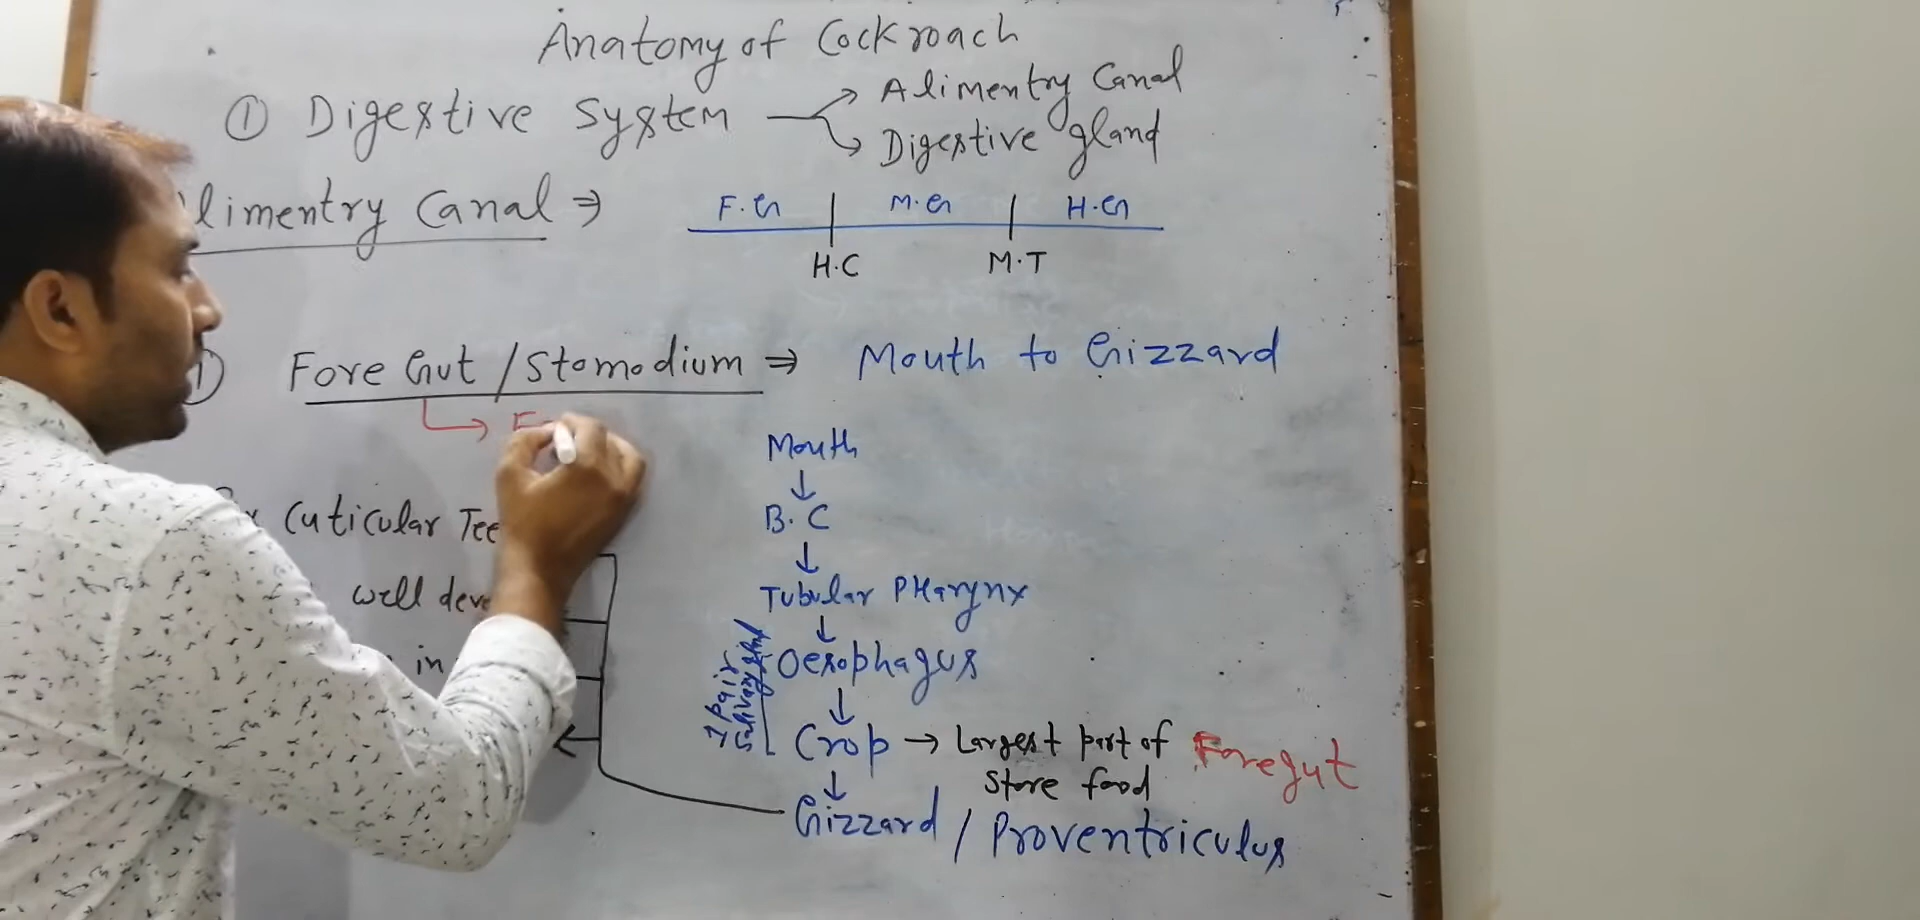 Anatomy of Cockroach
① Digestive System → Alimentry Canal
→ Digestive gland
limentry Canal ⇒
F.G M.G H.G
H.C M.T
Fore Gut / Stomodium ⇒ Mouth to Gizzard
Mouth
↓
B.C
↓
Tubular PHarynx
↓
Oesophagus
↓
Crop → Largest part of Foregut
Store food
↓
Gizzard / Proventriculus
1 pair
Salivary gland
Cuticular Tee
well deve
in